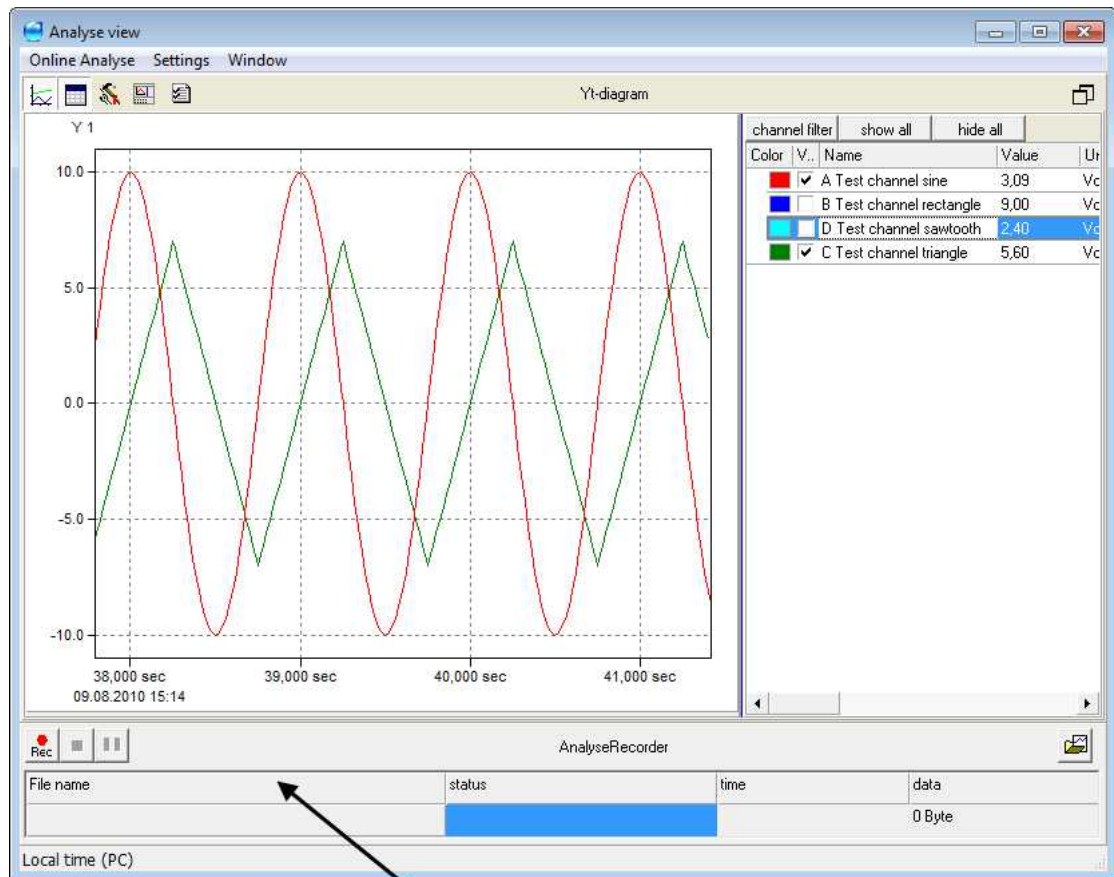 Analyse view
Online Analyse Settings Window
Yt-diagram
Y 1
10.0
5.0
0.0
-5.0
-10.0
38,000 sec 39,000 sec 40,000 sec 41,000 sec
09.08.2010 15:14
channel filter show all hide all
Color V.. Name Value Un
A Test channel sine 3,09 Vo
B Test channel rectangle 9,00 Vo
D Test channel sawtooth 2,40 Vo
C Test channel triangle 5,60 Vo
Rec AnalyseRecorder
File name status time data
0 Byte
Local time (PC)